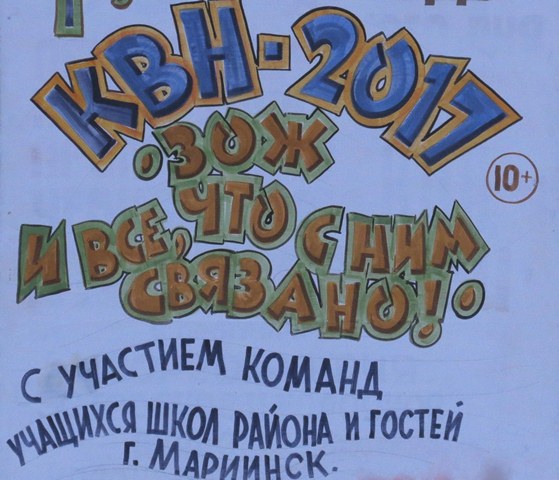 КВН-2017
• ЗОЖ
10+
ЧТО
И ВСЕ, С НИМ
СВЯЗАНО! •
С УЧАСТИЕМ КОМАНД
УЧАЩИХСЯ ШКОЛ РАЙОНА И ГОСТЕЙ
Г. МАРИИНСК.